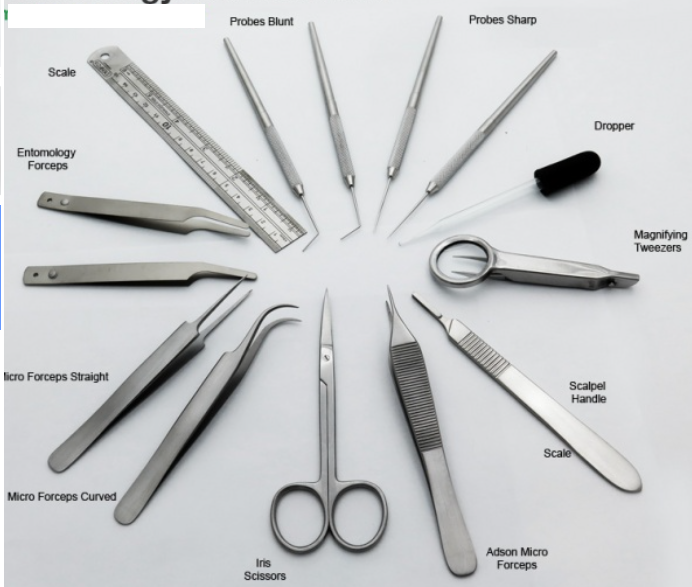 Probes Blunt
Probes Sharp
Scale
Dropper
Entomology
Forceps
Magnifying
Tweezers
Micro Forceps Straight
Scalpel
Handle
Scale
Micro Forceps Curved
Adson Micro
Forceps
Iris
Scissors